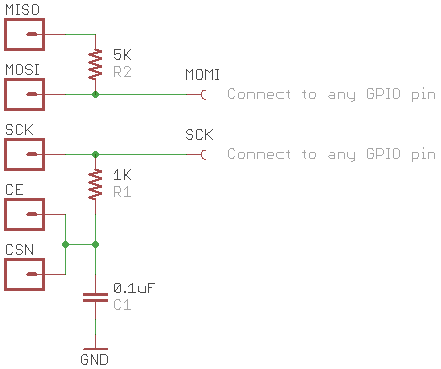 MISO
5K
R2
MOSI
MOMI
Connect to any GPIO pin
SCK
SCK
Connect to any GPIO pin
1K
R1
CE
CSN
0.1uF
C1
GND